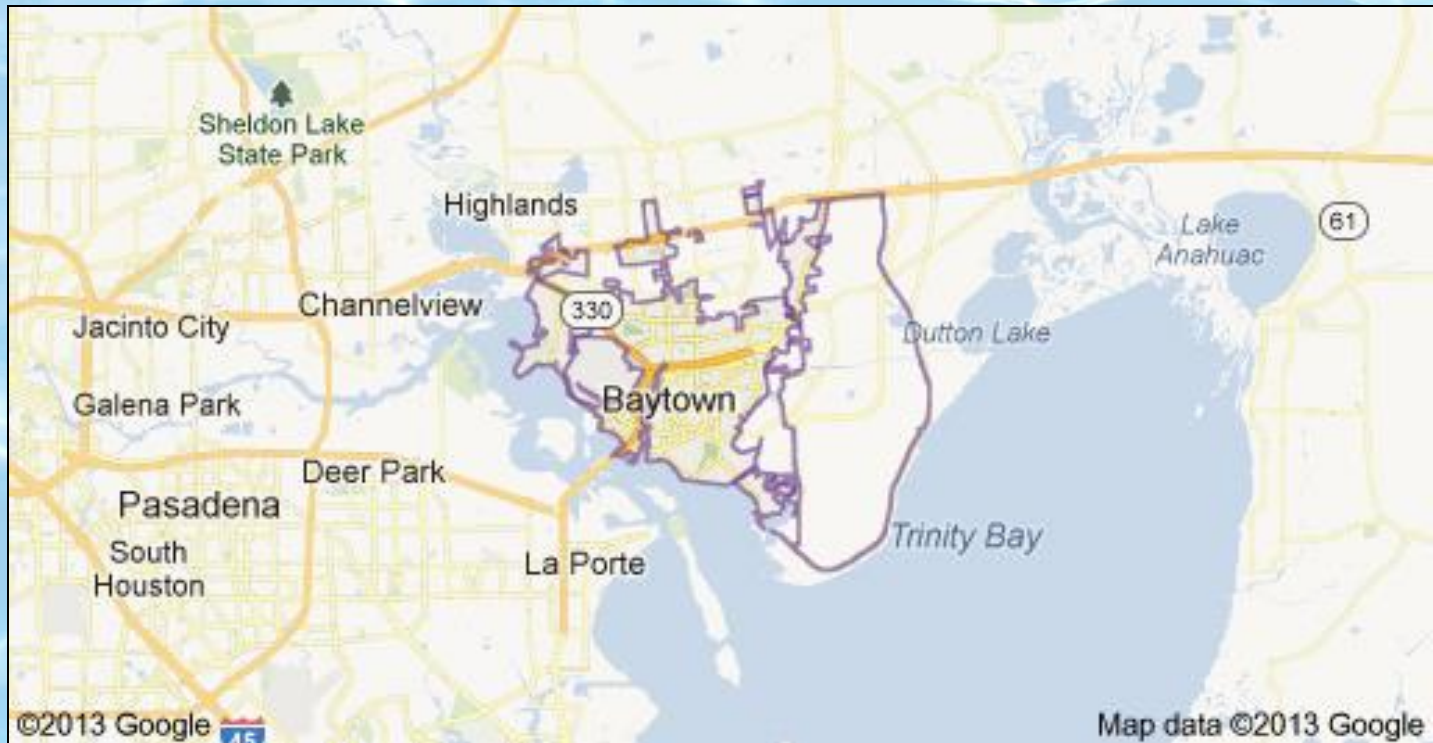 Sheldon Lake
State Park
Highlands
61
Lake
Anahuac
Channelview
330
Jacinto City
Dutton Lake
Galena Park
Baytown
Deer Park
Pasadena
Trinity Bay
South
Houston
La Porte
©2013 Google
45
Map data ©2013 Google